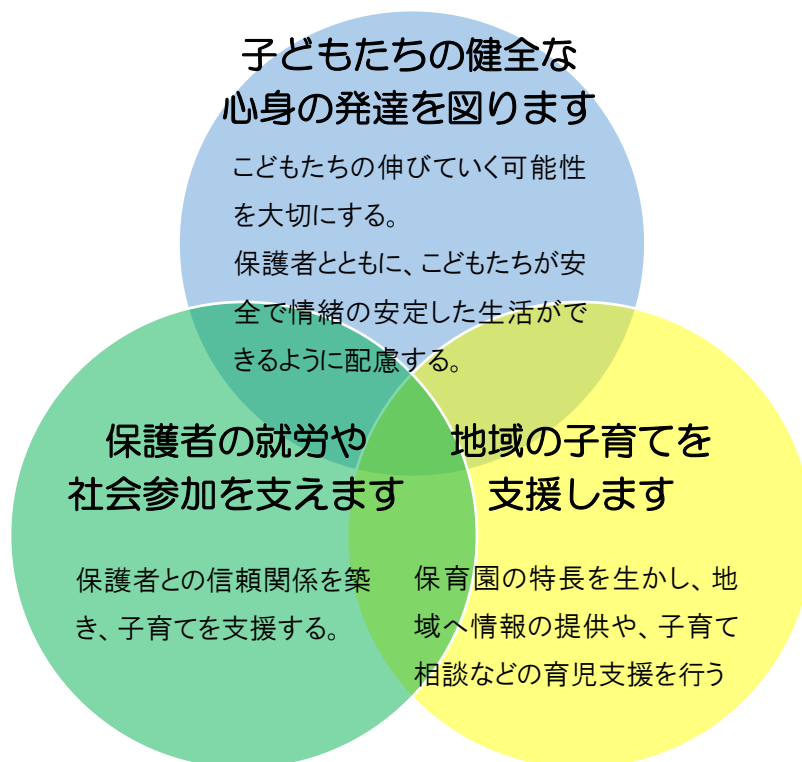 子どもたちの健全な
心身の発達を図ります
こどもたちの伸びていく可能性
を大切にする。
保護者とともに、こどもたちが安
全で情緒の安定した生活がで
きるように配慮する。
保護者の就労や
社会参加を支えます
保護者との信頼関係を築
き、子育てを支援する。
地域の子育てを
支援します
保育園の特長を生かし、地
域へ情報の提供や、子育て
相談などの育児支援を行う